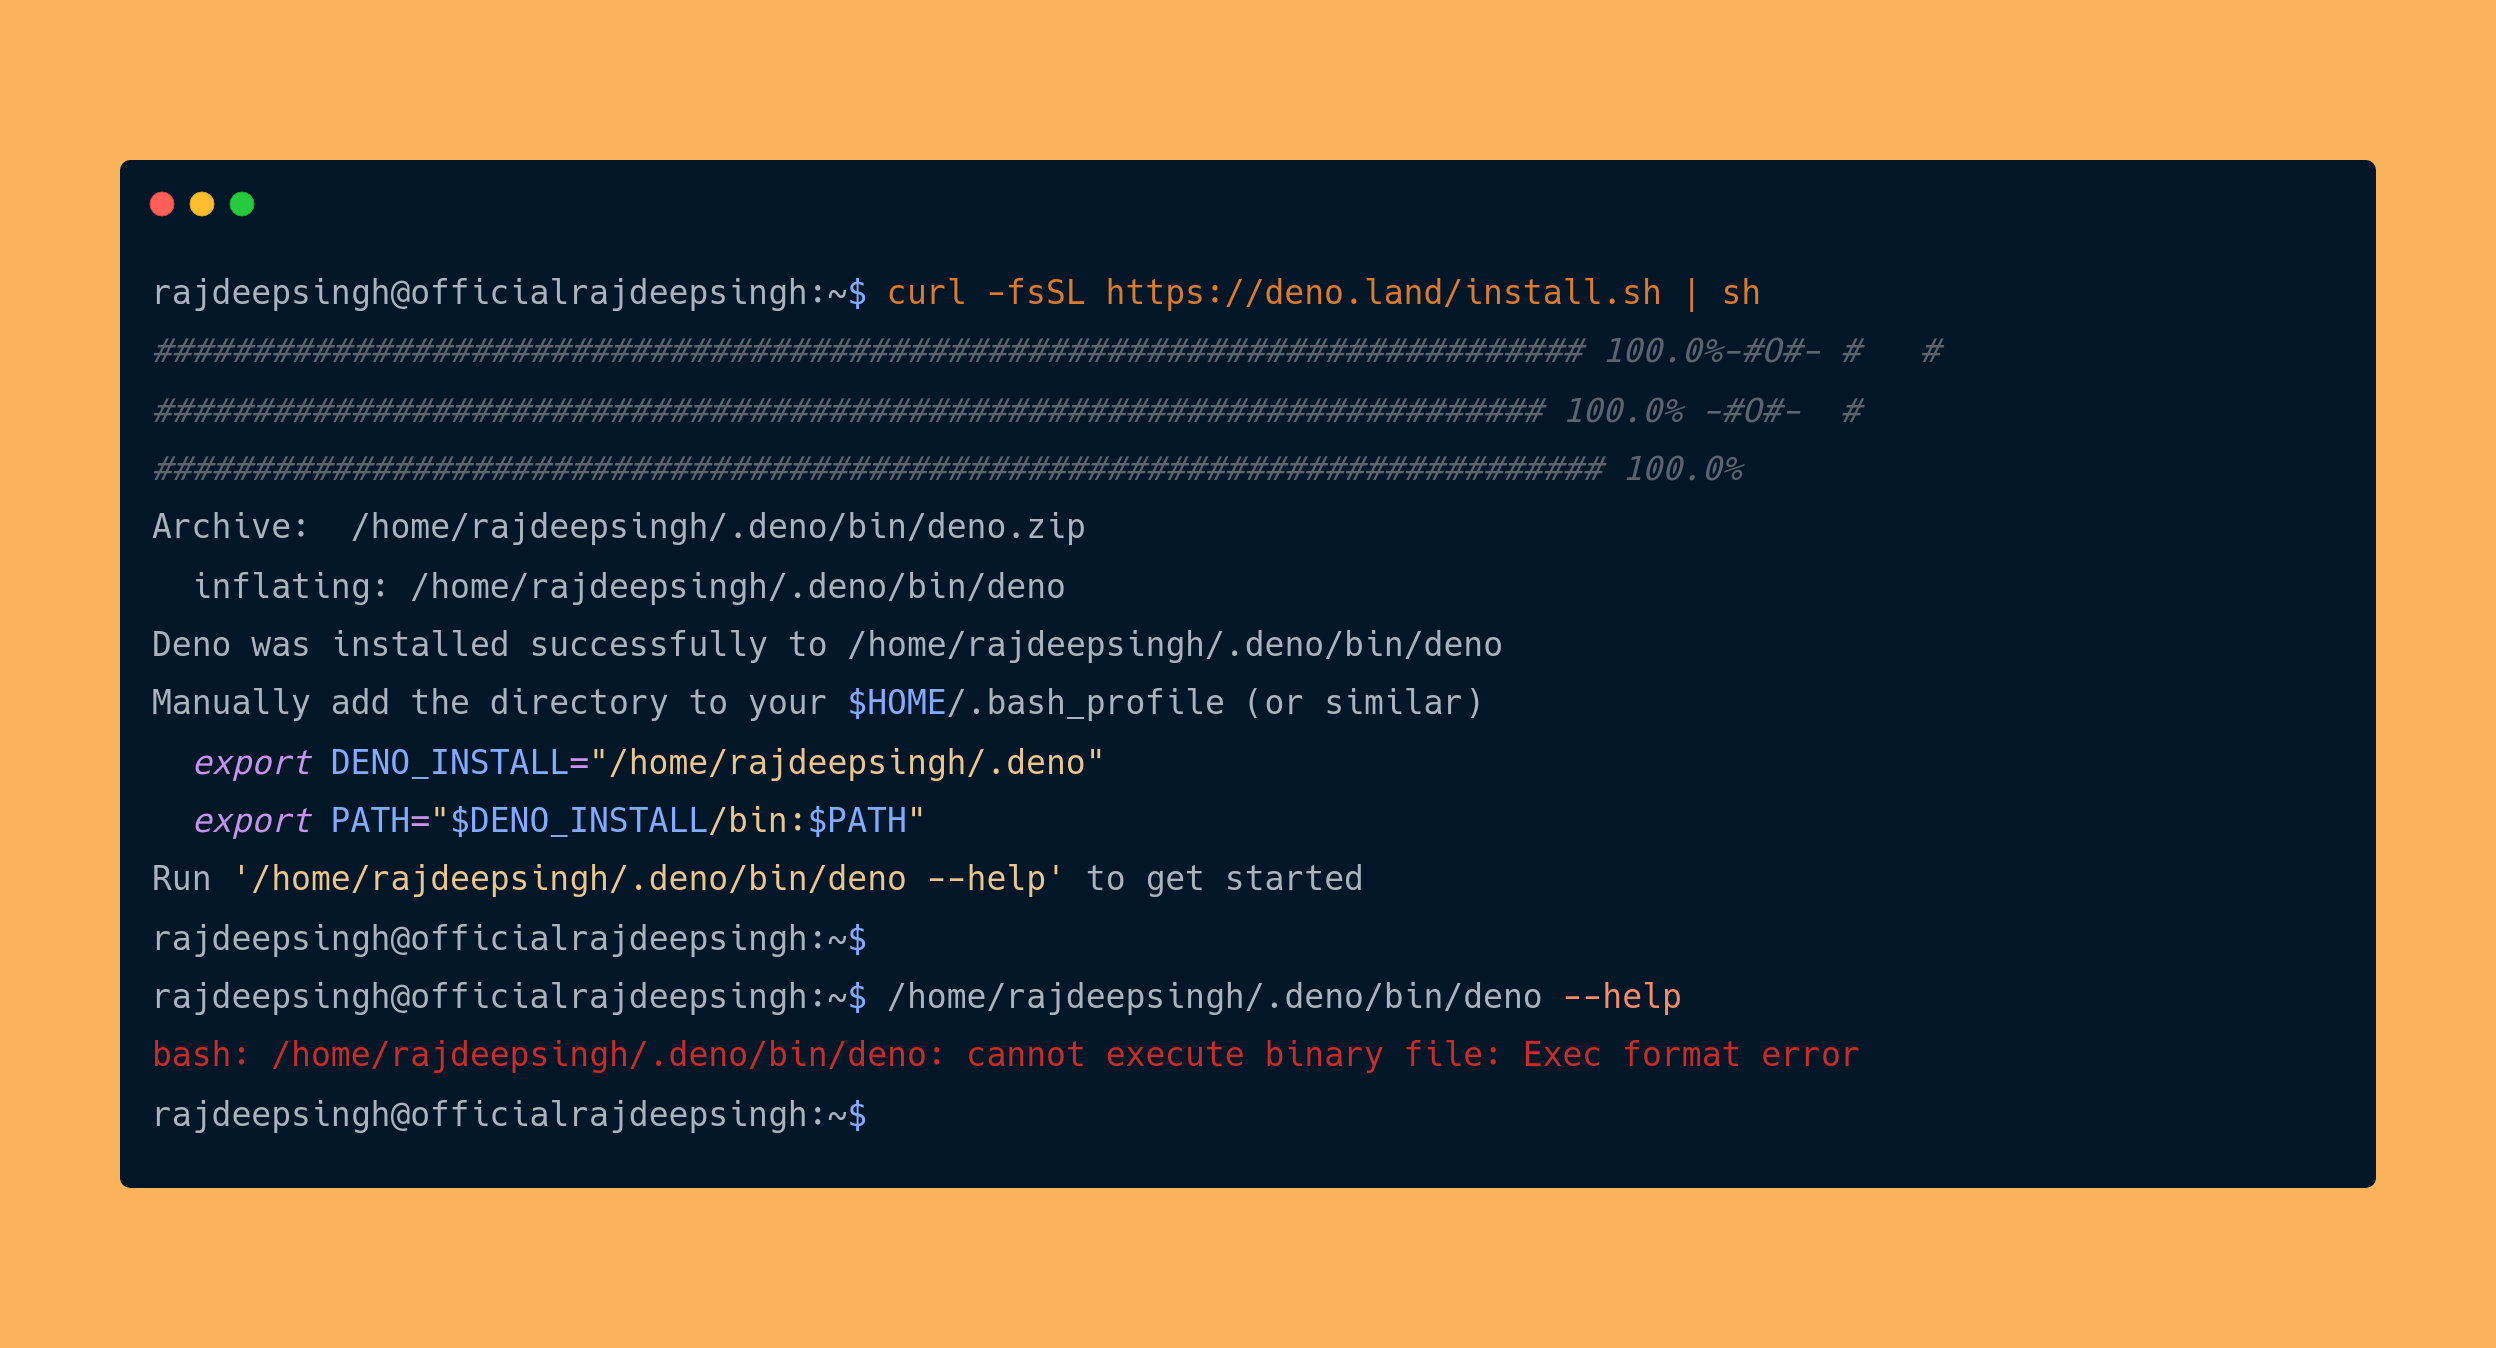 rajdeepsingh@officialrajdeepsingh:~$ curl -fsSL https://deno.land/install.sh | sh
######################################################################## 100.0%-#O#- #   #
###################################################################### 100.0% -#O#-  #
######################################################################### 100.0%
Archive:  /home/rajdeepsingh/.deno/bin/deno.zip
  inflating: /home/rajdeepsingh/.deno/bin/deno
Deno was installed successfully to /home/rajdeepsingh/.deno/bin/deno
Manually add the directory to your $HOME/.bash_profile (or similar)
  export DENO_INSTALL="/home/rajdeepsingh/.deno"
  export PATH="$DENO_INSTALL/bin:$PATH"
Run '/home/rajdeepsingh/.deno/bin/deno --help' to get started
rajdeepsingh@officialrajdeepsingh:~$
rajdeepsingh@officialrajdeepsingh:~$ /home/rajdeepsingh/.deno/bin/deno --help
bash: /home/rajdeepsingh/.deno/bin/deno: cannot execute binary file: Exec format error
rajdeepsingh@officialrajdeepsingh:~$